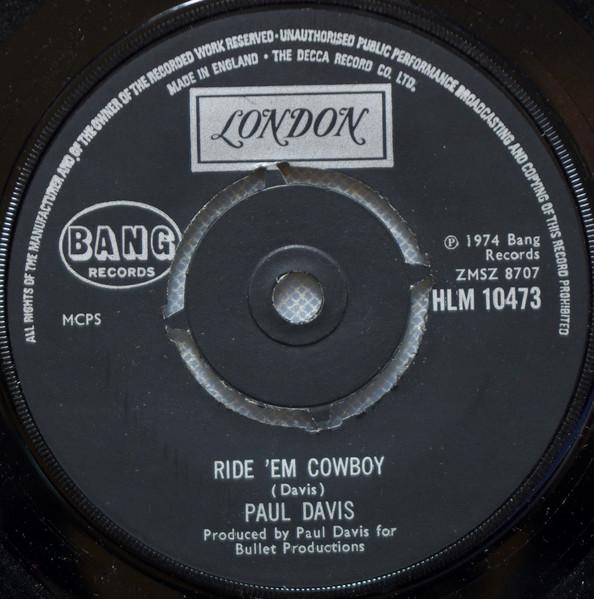 ALL RIGHTS OF THE MANUFACTURER AND OF THE OWNER OF THE RECORDED WORK RESERVED · UNAUTHORISED PUBLIC PERFORMANCE BROADCASTING AND COPYING OF THIS RECORD PROHIBITED
MADE IN ENGLAND · THE DECCA RECORD CO. LTD.
LONDON
BANG
RECORDS
MCPS
℗ 1974 Bang
Records
ZMSZ 8707
HLM 10473
RIDE 'EM COWBOY
(Davis)
PAUL DAVIS
Produced by Paul Davis for
Bullet Productions